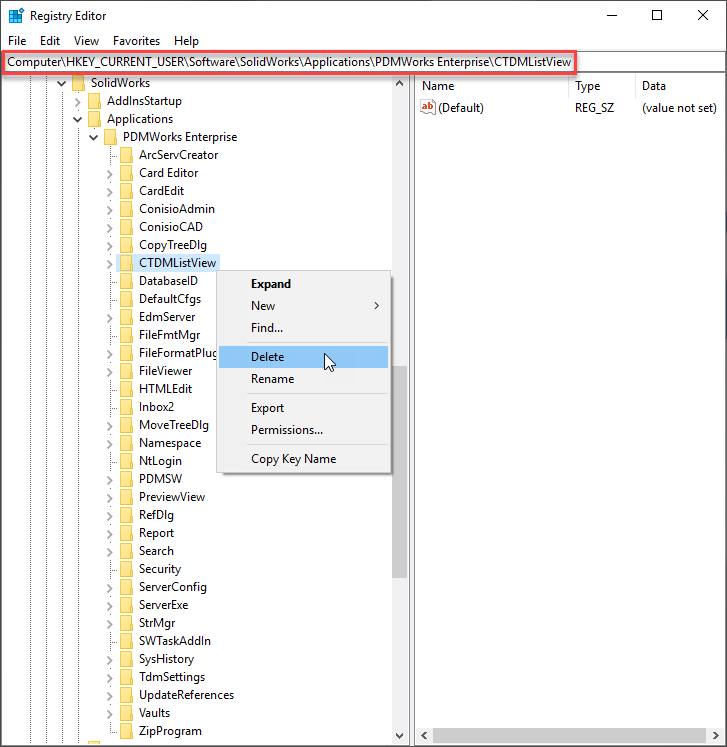 Registry Editor
File Edit View Favorites Help
Computer\HKEY_CURRENT_USER\Software\SolidWorks\Applications\PDMWorks Enterprise\CTDMListView
SolidWorks
AddInsStartup
Applications
PDMWorks Enterprise
ArcServCreator
Card Editor
CardEdit
ConisioAdmin
ConisioCAD
CopyTreeDlg
CTDMListView
DatabaseID
DefaultCfgs
EdmServer
FileFmtMgr
FileFormatPlug
FileViewer
HTMLEdit
Inbox2
MoveTreeDlg
Namespace
NtLogin
PDMSW
PreviewView
RefDlg
Report
Search
Security
ServerConfig
ServerExe
StrMgr
SWTaskAddIn
SysHistory
TdmSettings
UpdateReferences
Vaults
ZipProgram
Expand
New
Find...
Delete
Rename
Export
Permissions...
Copy Key Name
Name Type Data
ab (Default) REG_SZ (value not set)